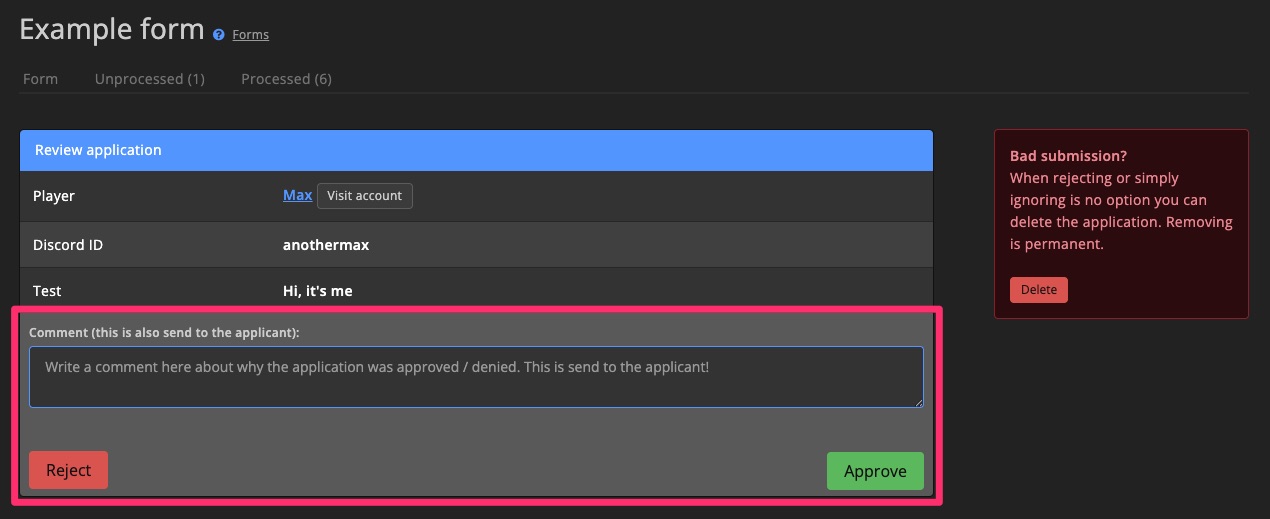 Example form ? Forms
Form Unprocessed (1) Processed (6)
Review application
Player Max Visit account
Discord ID anothermax
Test Hi, it's me
Comment (this is also send to the applicant):
Write a comment here about why the application was approved / denied. This is send to the applicant!
Reject Approve
Bad submission?
When rejecting or simply
ignoring is no option you can
delete the application. Removing
is permanent.
Delete